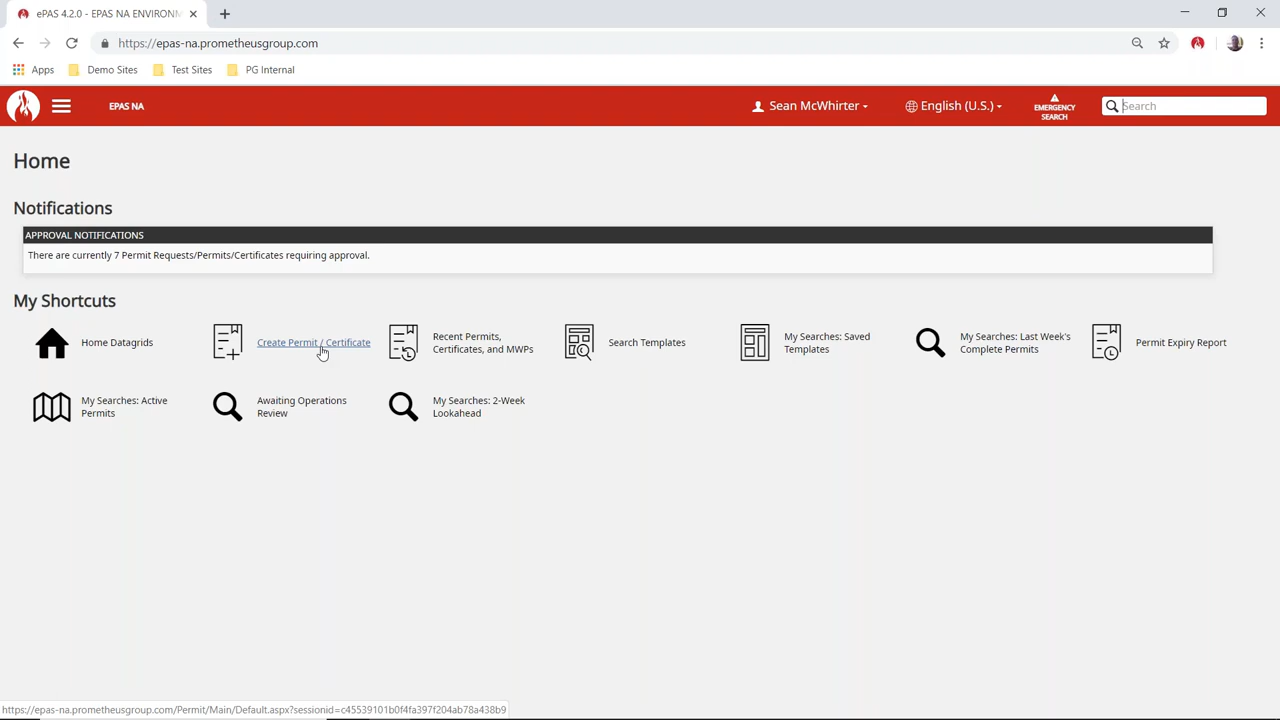 ePAS 4.2.0 - EPAS NA ENVIRONM
https://epas-na.prometheusgroup.com
Apps
Demo Sites
Test Sites
PG Internal
EPAS NA
Sean McWhirter
English (U.S.)
EMERGENCY
SEARCH
Search
Home
Notifications
APPROVAL NOTIFICATIONS
There are currently 7 Permit Requests/Permits/Certificates requiring approval.
My Shortcuts
Home Datagrids
Create Permit / Certificate
Recent Permits,
Certificates, and MWPs
Search Templates
My Searches: Saved
Templates
My Searches: Last Week's
Complete Permits
Permit Expiry Report
My Searches: Active
Permits
Awaiting Operations
Review
My Searches: 2-Week
Lookahead
https://epas-na.prometheusgroup.com/Permit/Main/Default.aspx?sessionid=c45539101b0f4fa397f204ab78a438b9